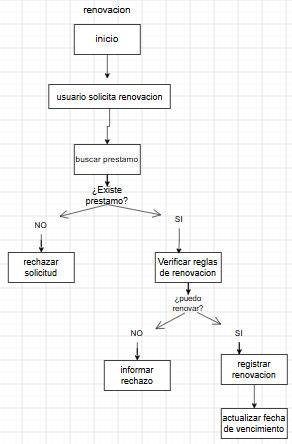 renovacion
inicio
usuario solicita renovacion
buscar prestamo
¿Existe
prestamo?
NO
SI
rechazar
solicitud
Verificar reglas
de renovacion
¿puedo
renovar?
NO
SI
informar
rechazo
registrar
renovacion
actualizar fecha
de vencimiento